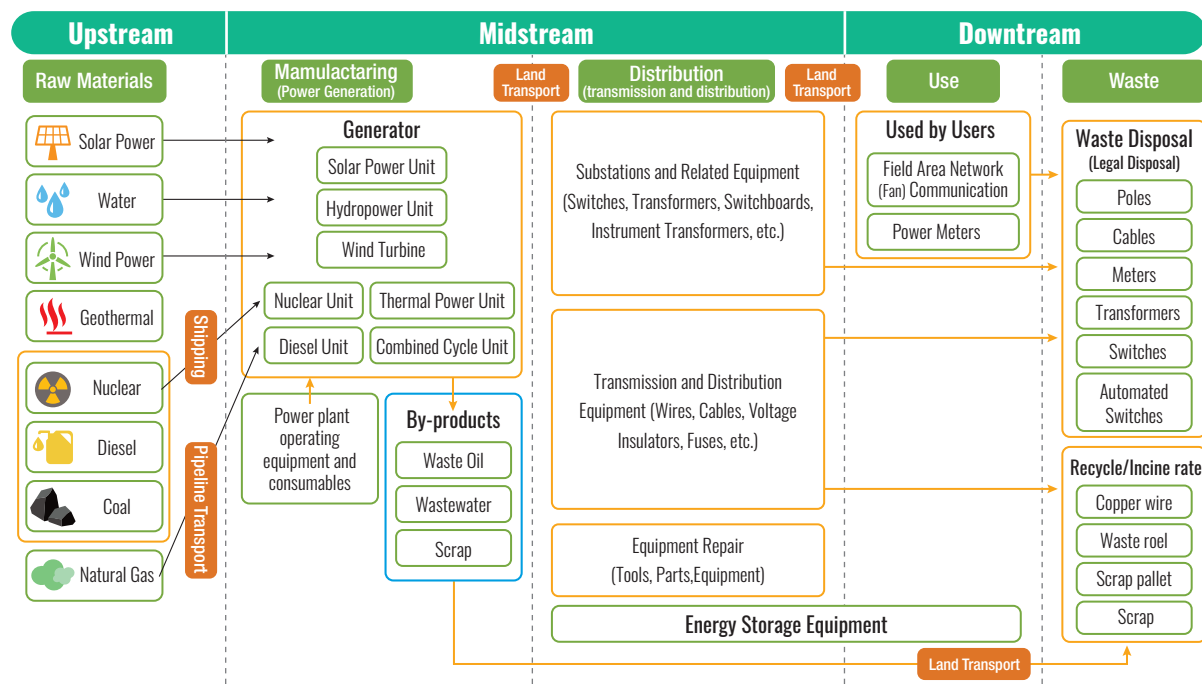 Upstream
Midstream
Downtream
Raw Materials
Mamulactaring
(Power Generation)
Land
Transport
Distribution
(transmission and distribution)
Land
Transport
Use
Waste
Solar Power
Water
Wind Power
Geothermal
Nuclear
Diesel
Coal
Natural Gas
Shipping
Pipeline Transport
Generator
Solar Power Unit
Hydropower Unit
Wind Turbine
Nuclear Unit
Thermal Power Unit
Diesel Unit
Combined Cycle Unit
Power plant
operating
equipment and
consumables
By-products
Waste Oil
Wastewater
Scrap
Substations and Related Equipment
(Switches, Transformers, Switchboards,
Instrument Transformers, etc.)
Transmission and Distribution
Equipment (Wires, Cables, Voltage
Insulators, Fuses, etc.)
Equipment Repair
(Tools, Parts,Equipment)
Energy Storage Equipment
Land Transport
Used by Users
Field Area Network
(Fan) Communication
Power Meters
Waste Disposal
(Legal Disposal)
Poles
Cables
Meters
Transformers
Switches
Automated
Switches
Recycle/Incine rate
Copper wire
Waste roel
Scrap pallet
Scrap